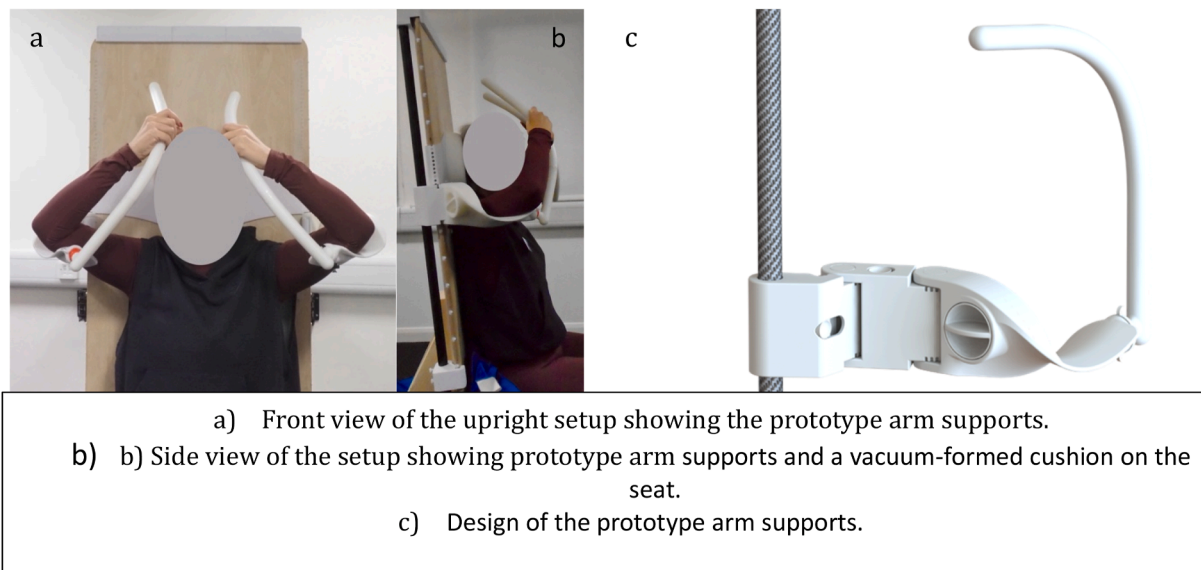 a
b
c
a) Front view of the upright setup showing the prototype arm supports.
b) b) Side view of the setup showing prototype arm supports and a vacuum-formed cushion on the
seat.
c) Design of the prototype arm supports.